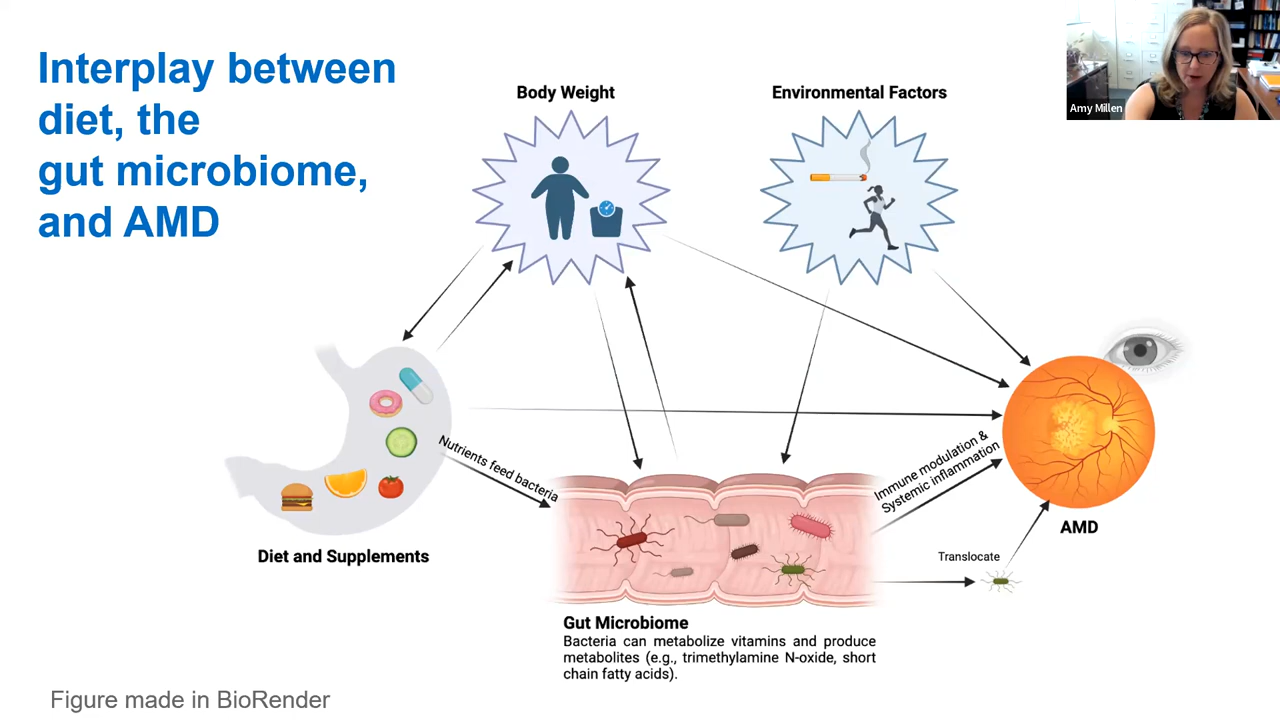 Interplay between
diet, the
gut microbiome,
and AMD
Body Weight
Environmental Factors
Amy Millen
Nutrients feed bacteria
Immune modulation &
Systemic inflammation
Diet and Supplements
AMD
Translocate
Gut Microbiome
Bacteria can metabolize vitamins and produce
metabolites (e.g., trimethylamine N-oxide, short
chain fatty acids).
Figure made in BioRender